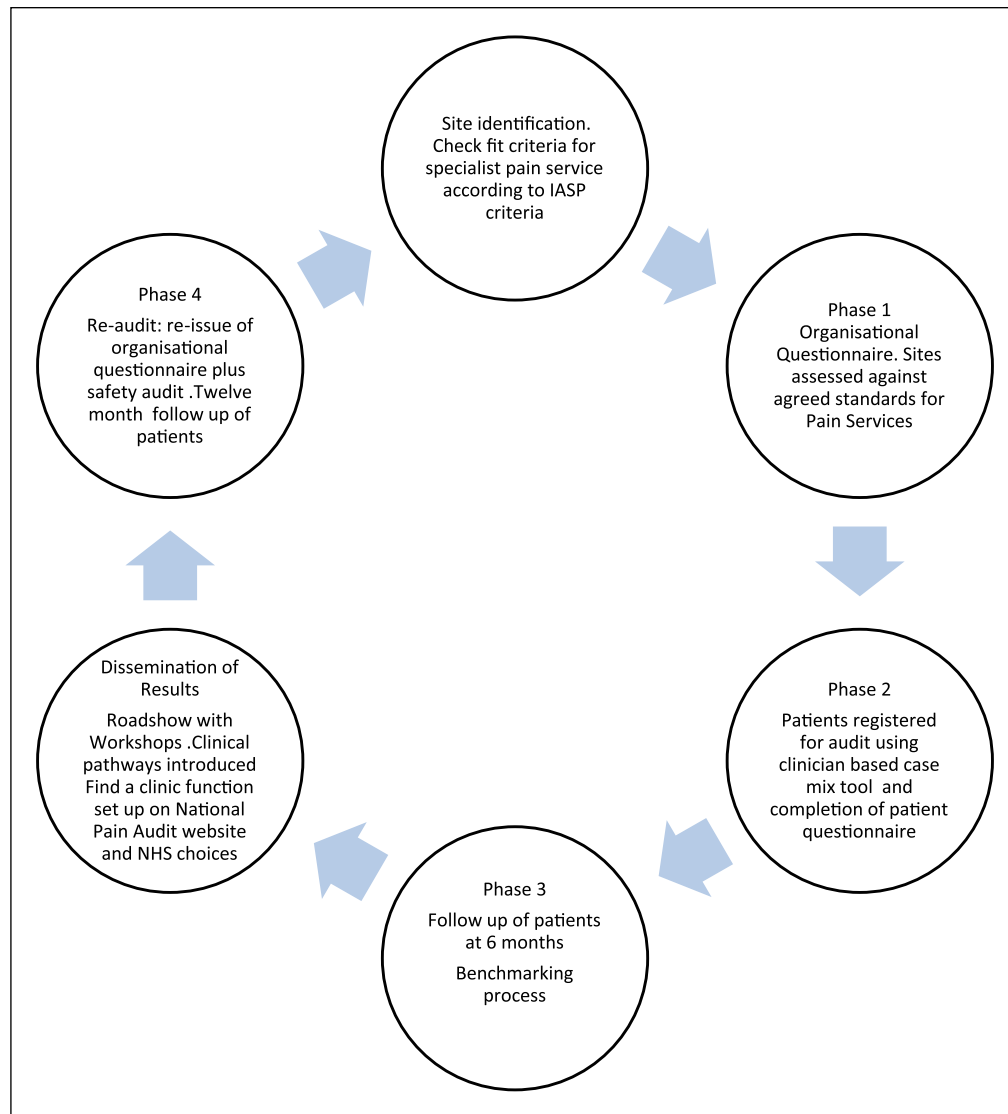 Site identification.
Check fit criteria for
specialist pain service
according to IASP
criteria
Phase 1
Organisational
Questionnaire. Sites
assessed against
agreed standards for
Pain Services
Phase 2
Patients registered
for audit using
clinician based case
mix tool  and
completion of patient
questionnaire
Phase 3
Follow up of patients
at 6 months
Benchmarking
process
Dissemination of
Results
Roadshow with
Workshops .Clinical
pathways introduced
Find a clinic function
set up on National
Pain Audit website
and NHS choices
Phase 4
Re-audit: re-issue of
organisational
questionnaire plus
safety audit .Twelve
month  follow up of
patients